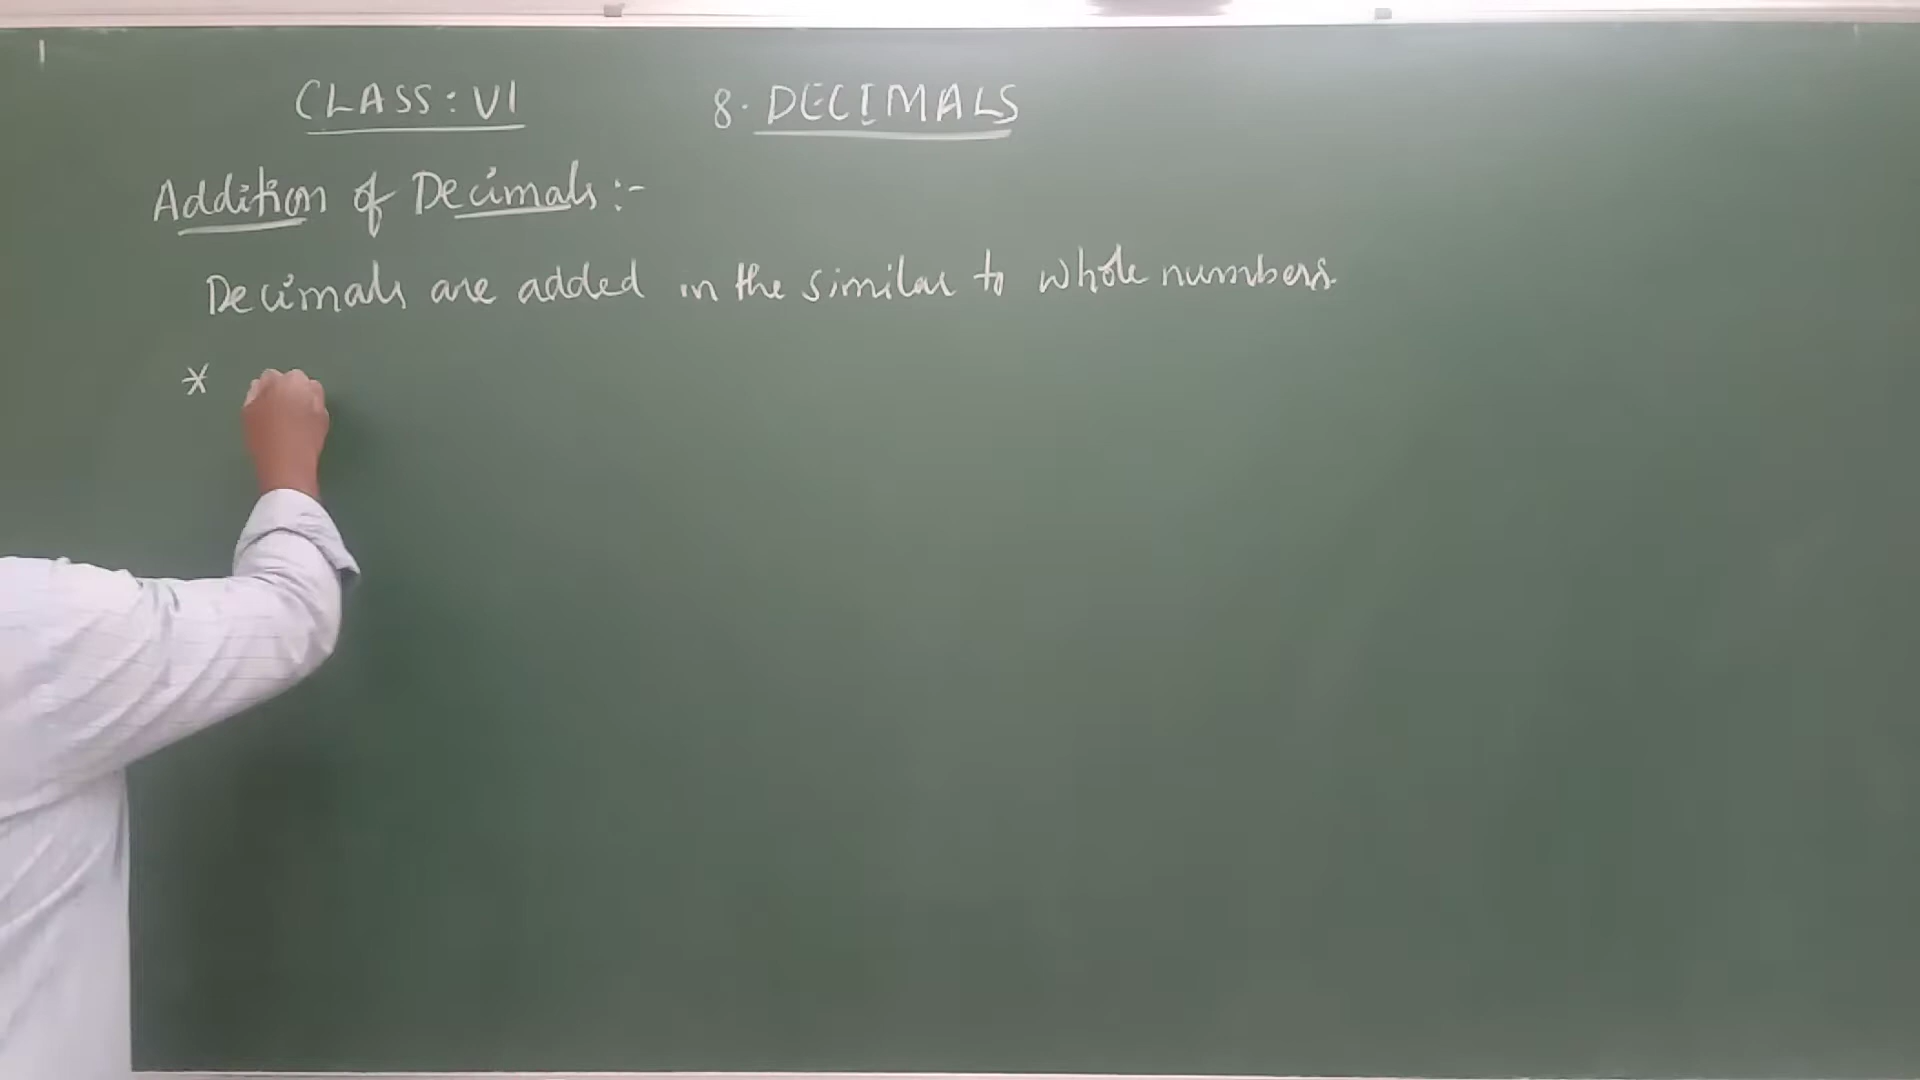 CLASS: VI 8. DECIMALS
Addition of Decimals :-
Decimals are added in the similar to whole numbers.
*